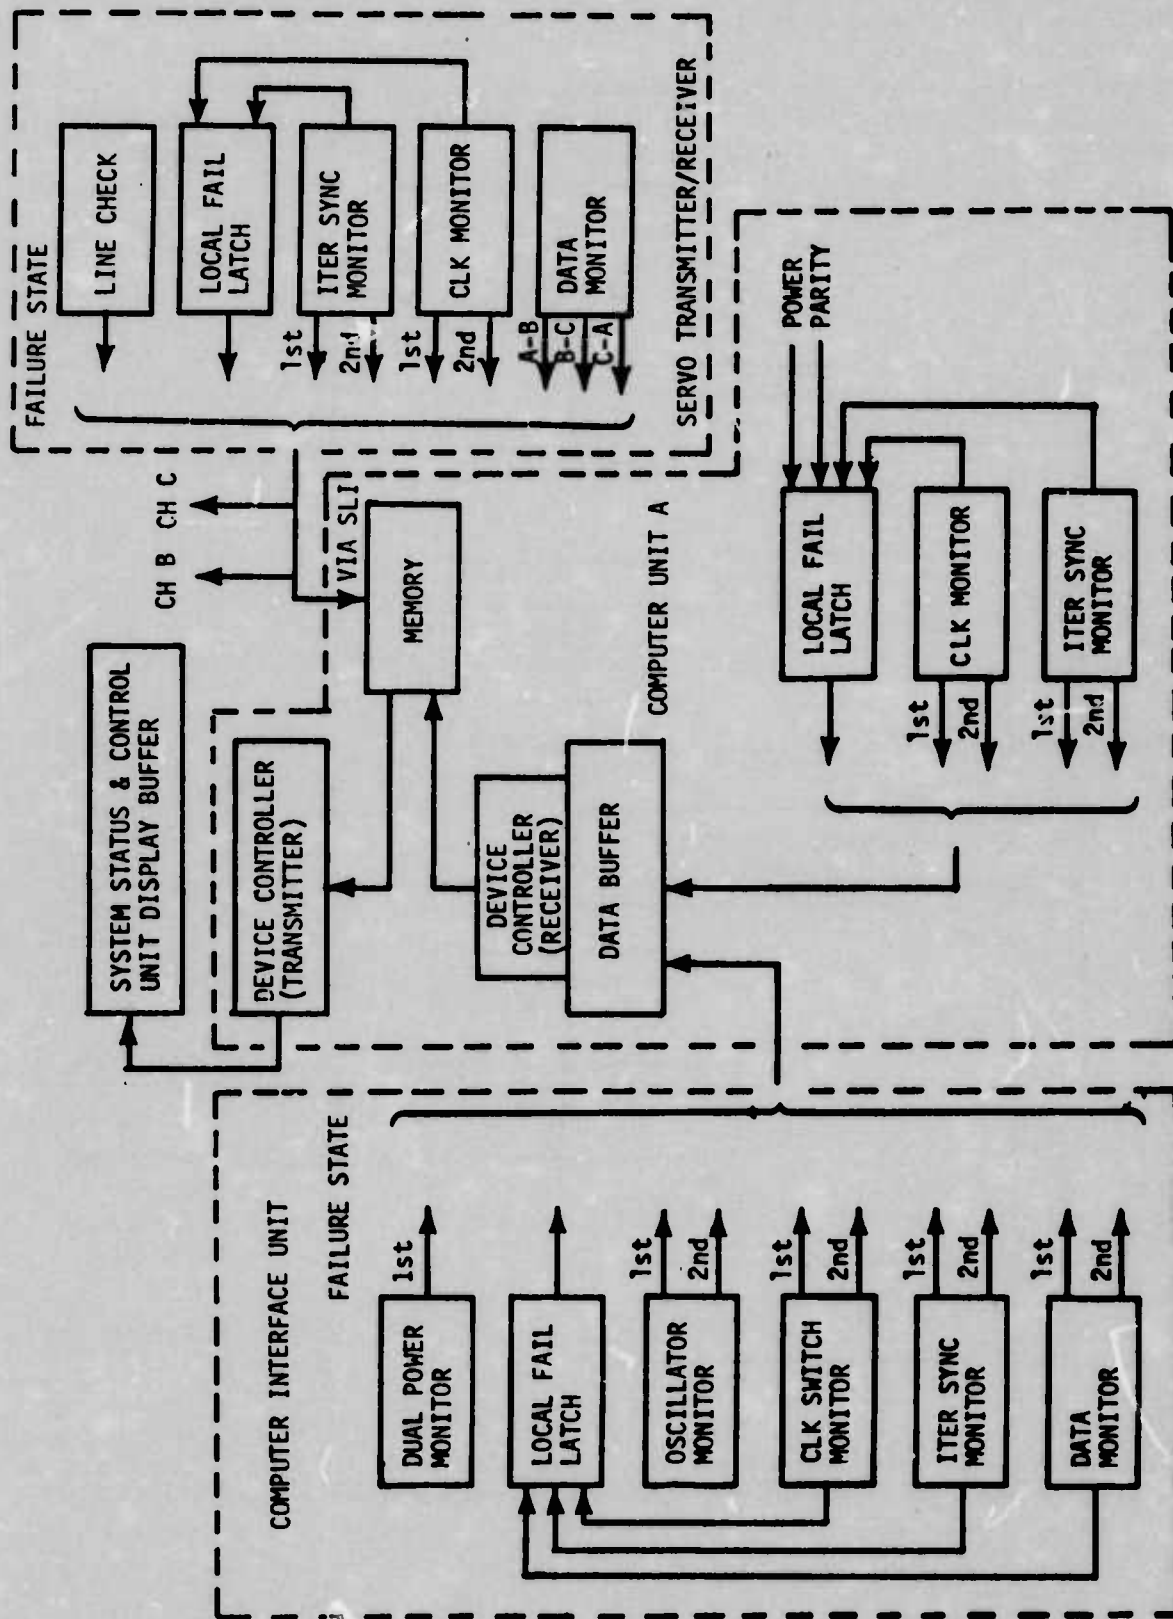 COMPUTER INTERFACE UNIT
FAILURE STATE
DUAL POWER
MONITOR
1st
LOCAL FAIL
LATCH
OSCILLATOR
MONITOR
1st
2nd
CLK SWITCH
MONITOR
1st
2nd
ITER SYNC
MONITOR
1st
2nd
DATA
MONITOR
1st
2nd
SYSTEM STATUS & CONTROL
UNIT DISPLAY BUFFER
DEVICE CONTROLLER
(TRANSMITTER)
MEMORY
VIA SLI
CH B
CH C
DEVICE
CONTROLLER
(RECEIVER)
DATA BUFFER
COMPUTER UNIT A
POWER
PARITY
LOCAL FAIL
LATCH
CLK MONITOR
1st
2nd
ITER SYNC
MONITOR
1st
2nd
FAILURE STATE
LINE CHECK
LOCAL FAIL
LATCH
ITER SYNC
MONITOR
1st
2nd
CLK MONITOR
1st
2nd
DATA
MONITOR
A-B
B-C
C-A
SERVO TRANSMITTER/RECEIVER